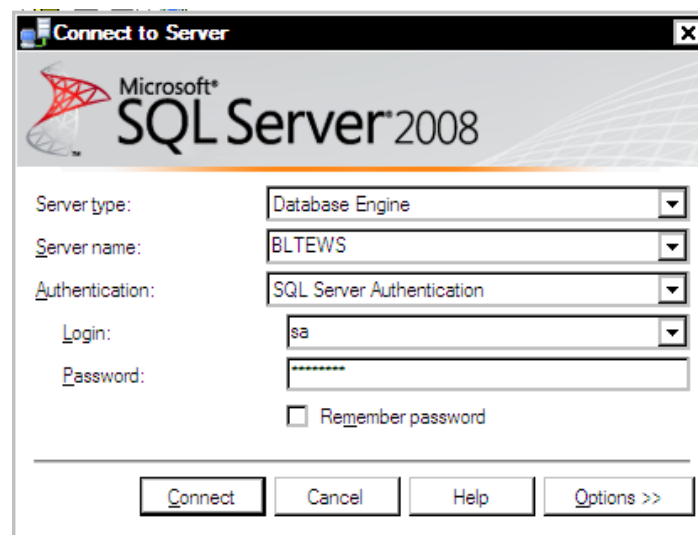 Connect to Server
Microsoft®
SQL Server® 2008
Server type: Database Engine
Server name: BLTEWS
Authentication: SQL Server Authentication
Login: sa
Password: ********
Remember password
Connect Cancel Help Options >>